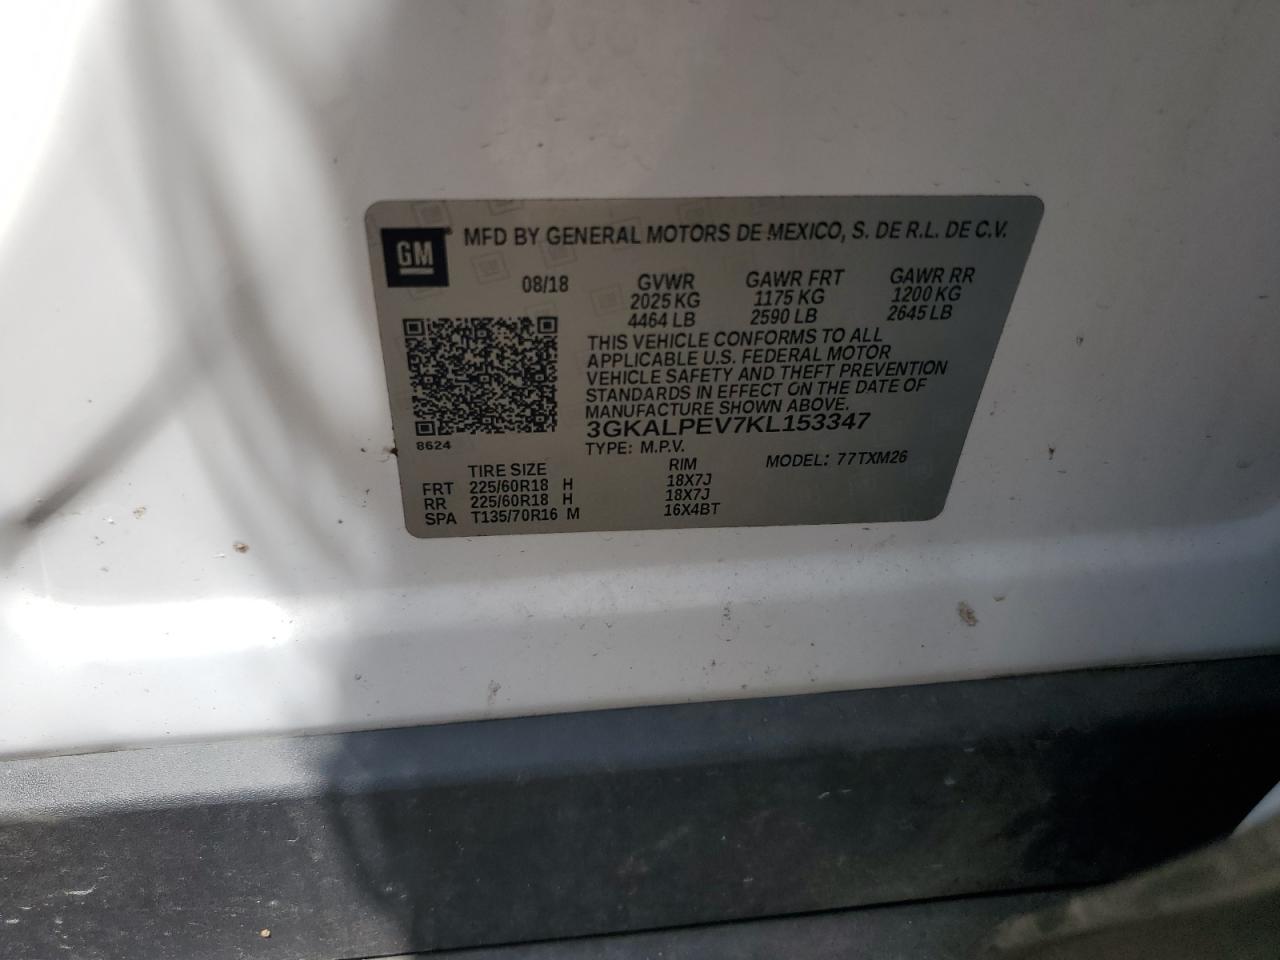 GM
MFD BY GENERAL MOTORS DE MEXICO, S. DE R.L. DE C.V.
08/18 GVWR GAWR FRT GAWR RR
2025 KG 1175 KG 1200 KG
4464 LB 2590 LB 2645 LB
THIS VEHICLE CONFORMS TO ALL
APPLICABLE U.S. FEDERAL MOTOR
VEHICLE SAFETY AND THEFT PREVENTION
STANDARDS IN EFFECT ON THE DATE OF
MANUFACTURE SHOWN ABOVE.
3GKALPEV7KL153347
8624
TYPE: M.P.V. MODEL: 77TXM26
TIRE SIZE RIM
FRT 225/60R18 H 18X7J
RR 225/60R18 H 18X7J
SPA T135/70R16 M 16X4BT